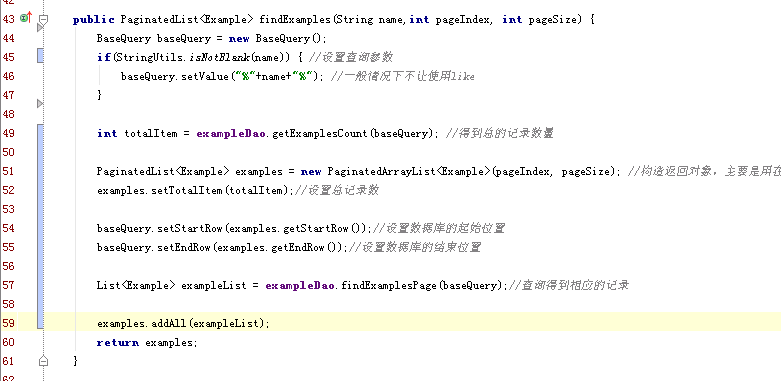 42
43 public PaginatedList<Example> findExamples(String name,int pageIndex, int pageSize) {
44 BaseQuery baseQuery = new BaseQuery();
45 if(StringUtils.isNotBlank(name)) { //设置查询参数
46 baseQuery.setValue("%"+name+"%"); //一般情况下不让使用like
47 }
48
49 int totalItem = exampleDao.getExamplesCount(baseQuery); //得到总的记录数量
50
51 PaginatedList<Example> examples = new PaginatedArrayList<Example>(pageIndex, pageSize); //构造返回对象，主要是用在
52 examples.setTotalItem(totalItem);//设置总记录数
53
54 baseQuery.setStartRow(examples.getStartRow());//设置数据库的起始位置
55 baseQuery.setEndRow(examples.getEndRow());//设置数据库的结束位置
56
57 List<Example> exampleList = exampleDao.findExamplesPage(baseQuery);//查询得到相应的记录
58
59 examples.addAll(exampleList);
60 return examples;
61 }